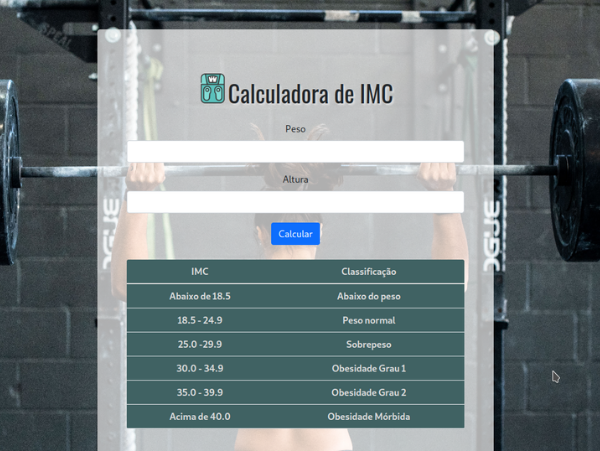 Calculadora de IMC
Peso
Altura
Calcular
IMC Classificação
Abaixo de 18.5 Abaixo do peso
18.5 - 24.9 Peso normal
25.0 -29.9 Sobrepeso
30.0 - 34.9 Obesidade Grau 1
35.0 - 39.9 Obesidade Grau 2
Acima de 40.0 Obesidade Mórbida